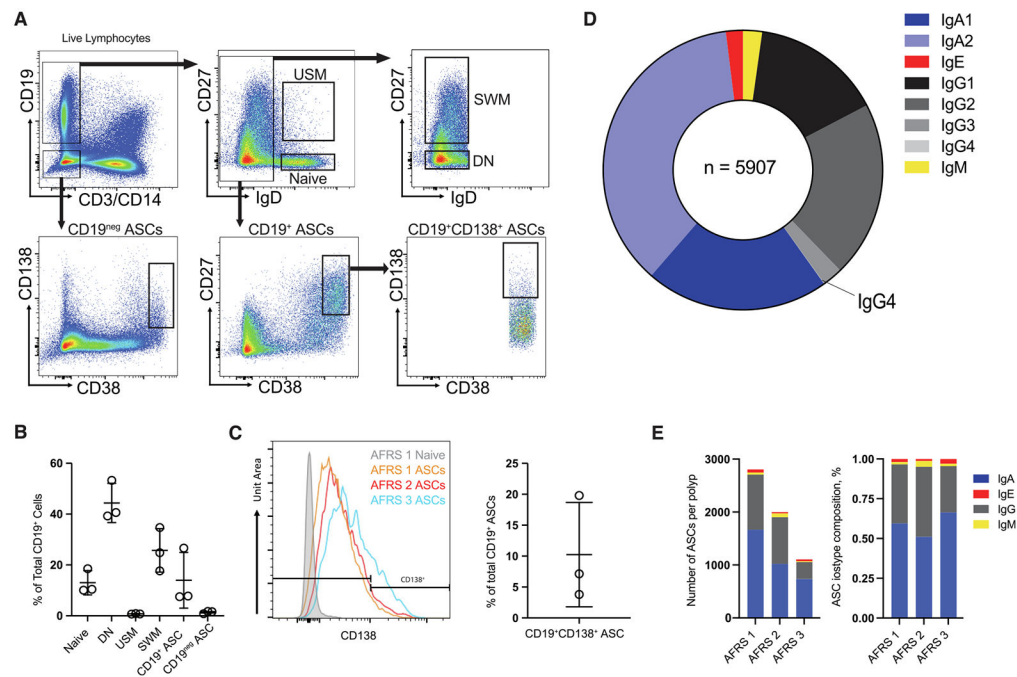 A
Live Lymphocytes
CD19
CD3/CD14
CD27
USM
Naive
IgD
CD27
SWM
DN
IgD
CD19neg ASCs
CD138
CD38
CD19+ ASCs
CD27
CD38
CD19+CD138+ ASCs
CD138
CD38
D
n = 5907
IgG4
IgA1
IgA2
IgE
IgG1
IgG2
IgG3
IgG4
IgM
B
% of Total CD19+ Cells
60
40
20
0
Naive
DN
USM
SWM
CD19+ ASC
CD19neg ASC
C
Unit Area
AFRS 1 Naive
AFRS 1 ASCs
AFRS 2 ASCs
AFRS 3 ASCs
CD138+
CD138
% of total CD19+ ASCs
25
20
15
10
5
0
CD19+CD138+ ASC
E
Number of ASCs per polyp
3000
2000
1000
0
AFRS 1
AFRS 2
AFRS 3
ASC iostype composition, %
1.00
0.75
0.50
0.25
0.00
AFRS 1
AFRS 2
AFRS 3
IgA
IgE
IgG
IgM